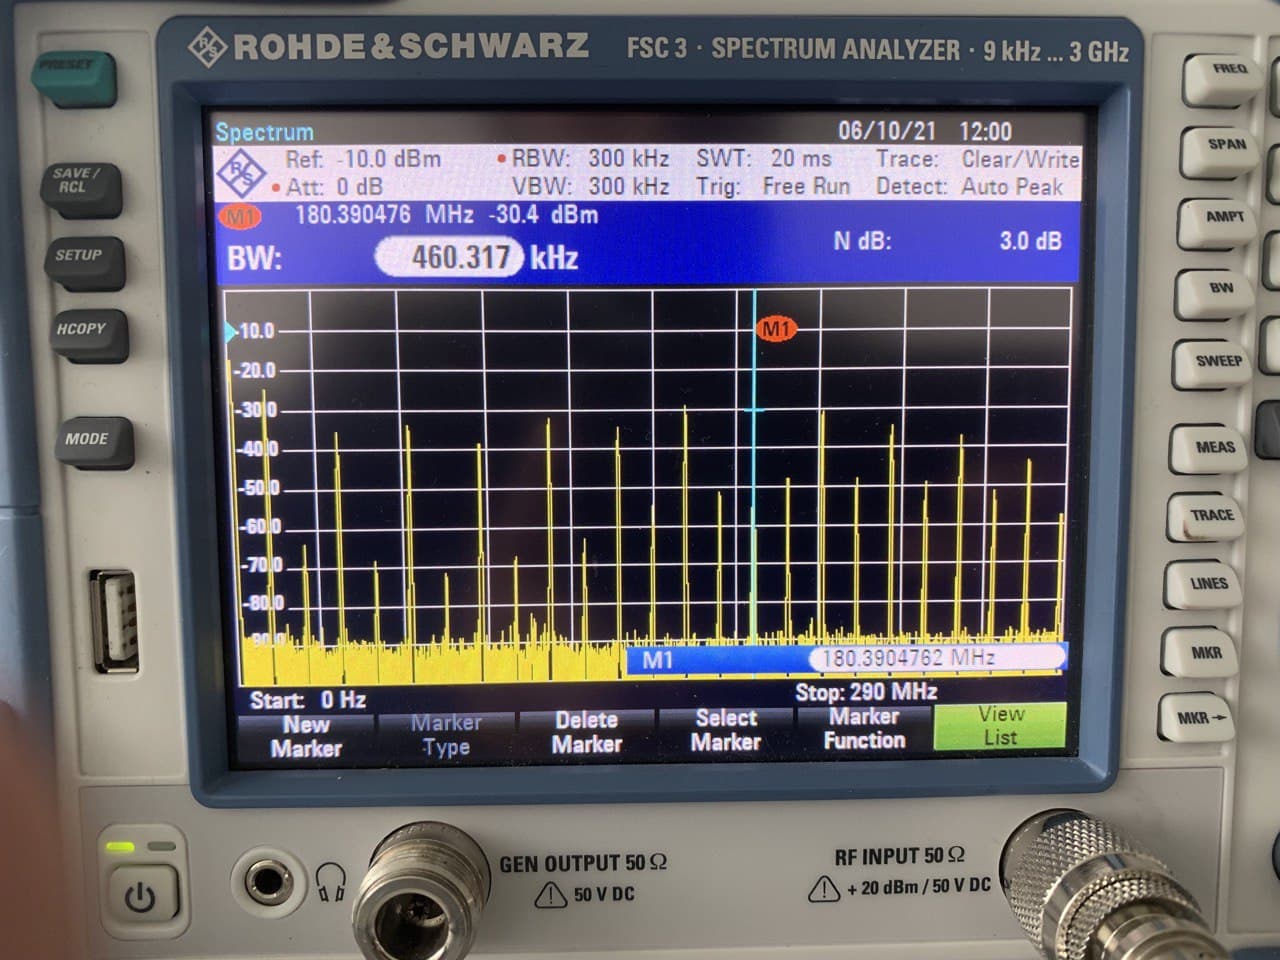 ROHDE&SCHWARZ FSC 3 · SPECTRUM ANALYZER · 9 kHz ... 3 GHz
PRESET
SAVE / RCL
SETUP
HCOPY
MODE
Spectrum 06/10/21 12:00
Ref: -10.0 dBm • RBW: 300 kHz SWT: 20 ms Trace: Clear/Write
• Att: 0 dB VBW: 300 kHz Trig: Free Run Detect: Auto Peak
M1 180.390476 MHz -30.4 dBm
BW: 460.317 kHz N dB: 3.0 dB
M1
-10.0
-20.0
-30.0
-40.0
-50.0
-60.0
-70.0
-80.0
-90.0
M1 180.3904762 MHz
Start: 0 Hz Stop: 290 MHz
New Marker
Marker Type
Delete Marker
Select Marker
Marker Function
View List
FREQ
SPAN
AMPT
BW
SWEEP
MEAS
TRACE
LINES
MKR
MKR→
GEN OUTPUT 50 Ω
50 V DC
RF INPUT 50 Ω
+ 20 dBm / 50 V DC